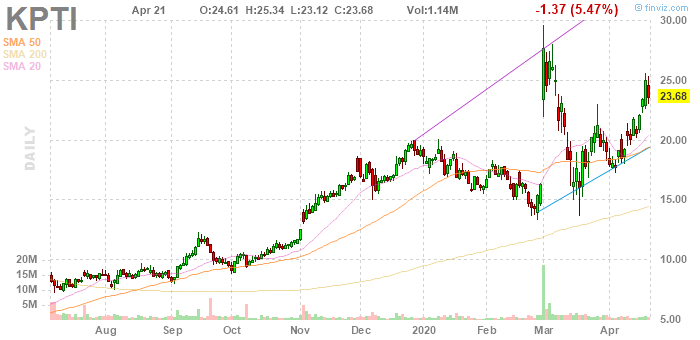 KPTI
Apr 21 O:24.61 H:25.34 L:23.12 C:23.68 Vol:1.14M -1.37 (5.47%)
© finviz.com
SMA 50
SMA 200
SMA 20
DAILY
30.00
25.00
23.68
20.00
15.00
10.00
5.00
20M
15M
10M
5M
Aug Sep Oct Nov Dec 2020 Feb Mar Apr